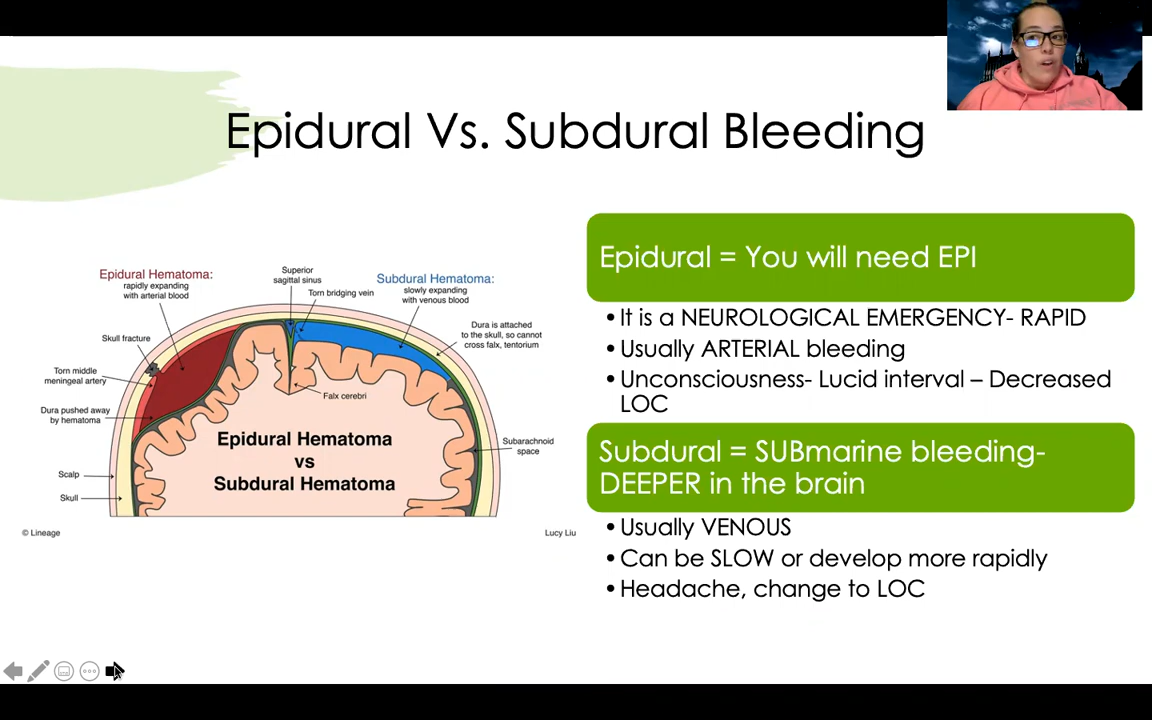 Epidural Vs. Subdural Bleeding
Epidural Hematoma:
rapidly expanding
with arterial blood
Superior
sagittal sinus
Torn bridging vein
Subdural Hematoma:
slowly expanding
with venous blood
Skull fracture
Dura is attached
to the skull, so cannot
cross falx, tentorium
Torn middle
meningeal artery
Dura pushed away
by hematoma
Falx cerebri
Epidural Hematoma
vs
Subdural Hematoma
Subarachnoid
space
Scalp
Skull
© Lineage
Lucy Liu
Epidural = You will need EPI
•It is a NEUROLOGICAL EMERGENCY- RAPID
•Usually ARTERIAL bleeding
•Unconsciousness- Lucid interval – Decreased
LOC
Subdural = SUBmarine bleeding-
DEEPER in the brain
•Usually VENOUS
•Can be SLOW or develop more rapidly
•Headache, change to LOC